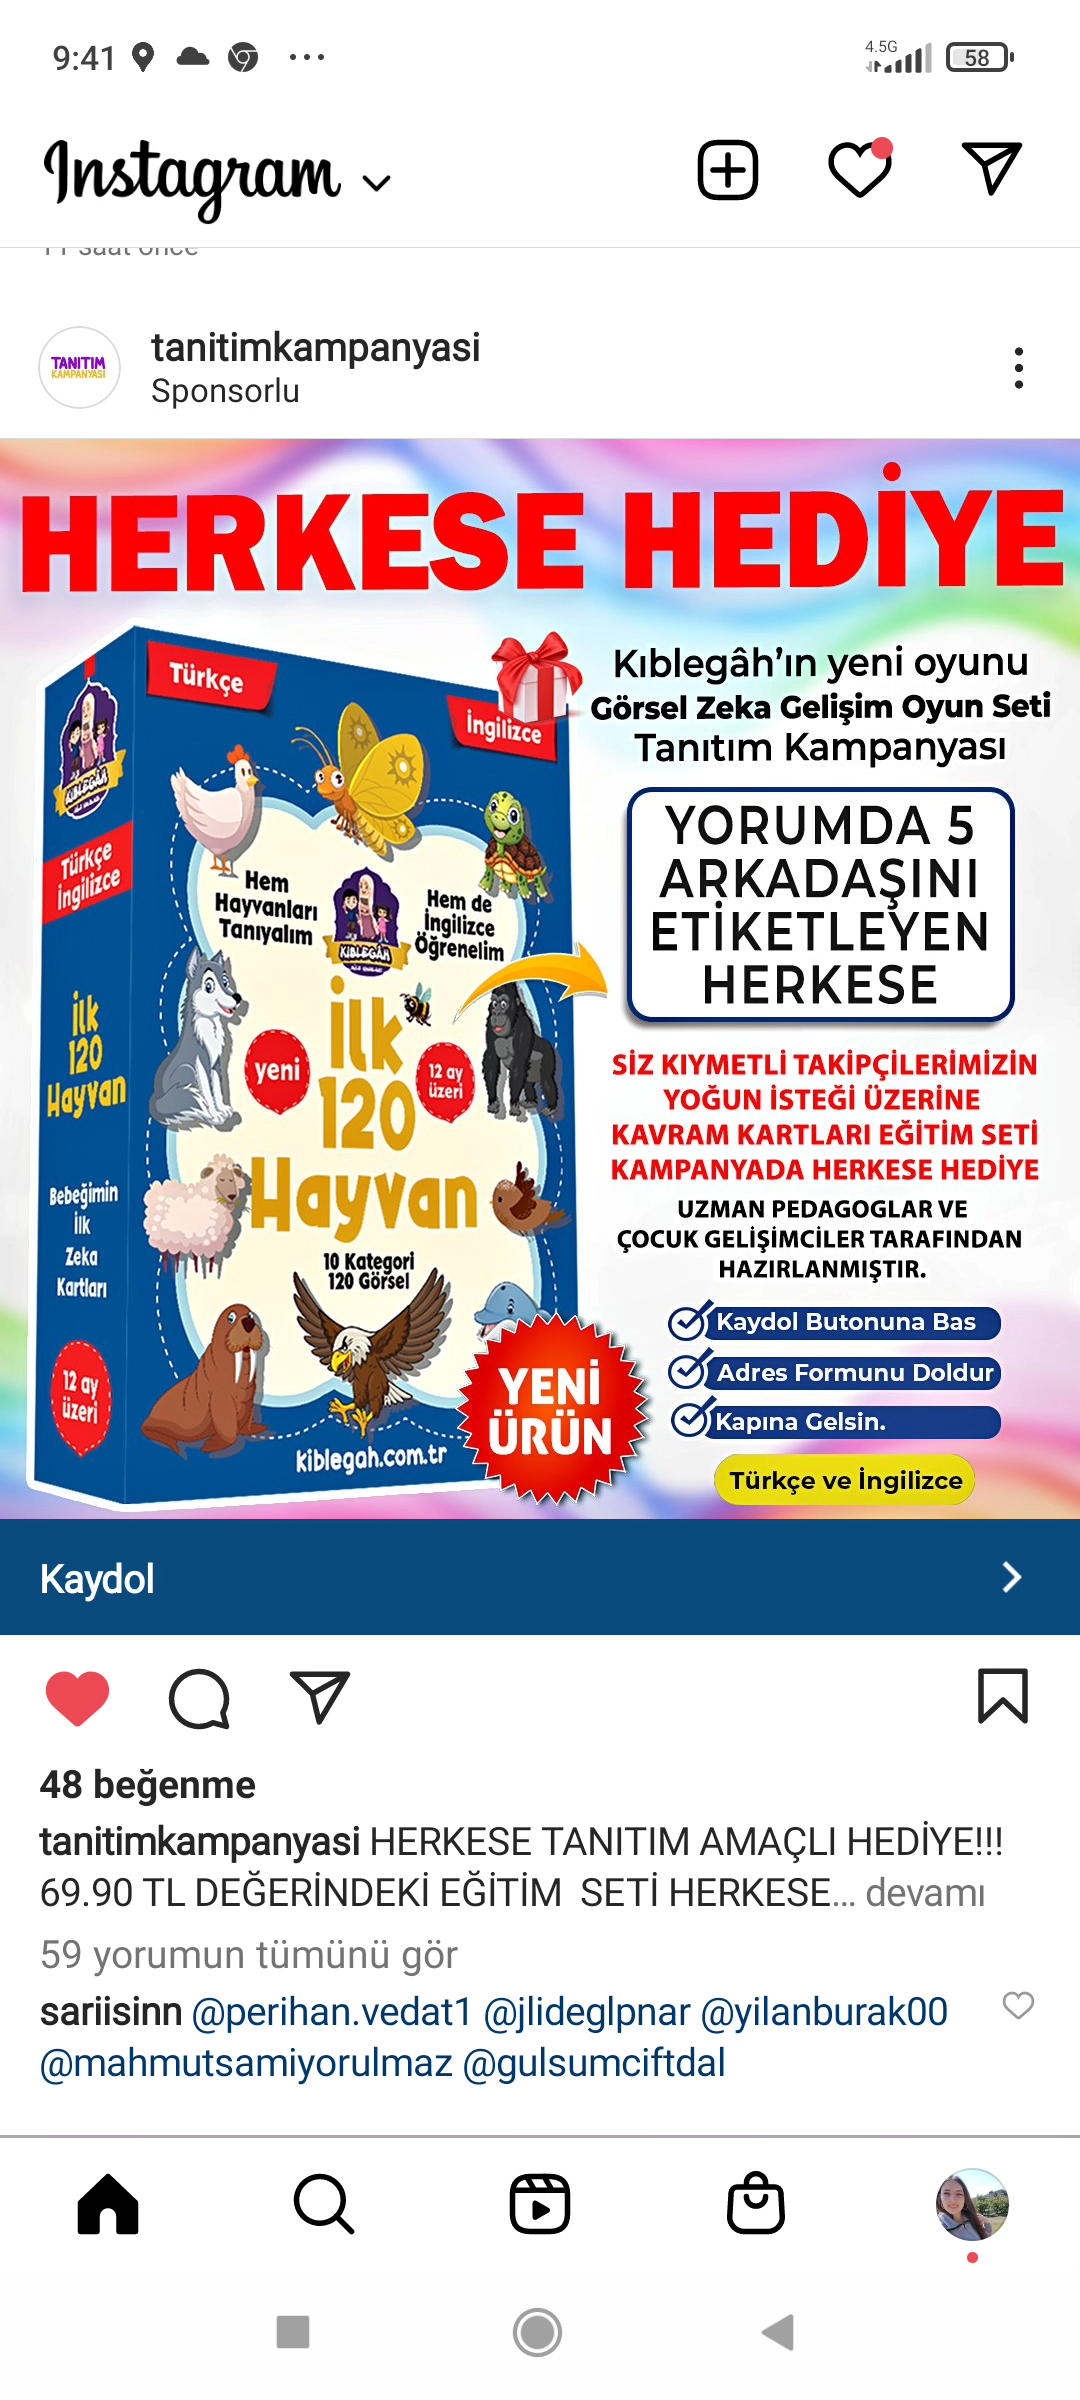 9:41
4.5G
58
Instagram
11 saat önce
TANITIM
KAMPANYASI
tanitimkampanyasi
Sponsorlu
HERKESE HEDİYE
Türkçe
İngilizce
KIBLEGÂH
Türkçe
İngilizce
İlk
120
Hayvan
Bebeğimin
İlk
Zeka
Kartları
12 ay
üzeri
Hem
Hayvanları
Tanıyalım
KIBLEGÂH
Hem de
İngilizce
Öğrenelim
yeni
İlk
120
Hayvan
12 ay
üzeri
10 Kategori
120 Görsel
kiblegah.com.tr
YENİ
ÜRÜN
Kıblegâh'ın yeni oyunu
Görsel Zeka Gelişim Oyun Seti
Tanıtım Kampanyası
YORUMDA 5
ARKADAŞINI
ETİKETLEYEN
HERKESE
SİZ KIYMETLİ TAKİPÇİLERİMİZİN
YOĞUN İSTEĞİ ÜZERİNE
KAVRAM KARTLARI EĞİTİM SETİ
KAMPANYADA HERKESE HEDİYE
UZMAN PEDAGOGLAR VE
ÇOCUK GELİŞİMCİLER TARAFINDAN
HAZIRLANMIŞTIR.
Kaydol Butonuna Bas
Adres Formunu Doldur
Kapına Gelsin.
Türkçe ve İngilizce
Kaydol
48 beğenme
tanitimkampanyasi HERKESE TANITIM AMAÇLI HEDİYE!!!
69.90 TL DEĞERİNDEKİ EĞİTİM SETİ HERKESE... devamı
59 yorumun tümünü gör
sariisinn @perihan.vedat1 @jlideglpnar @yilanburak00
@mahmutsamiyorulmaz @gulsumciftdal